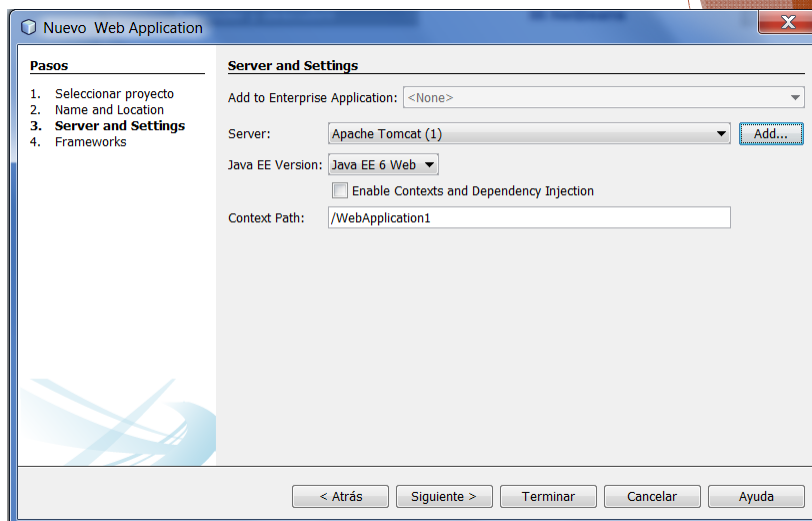 Nuevo Web Application
Pasos
1. Seleccionar proyecto
2. Name and Location
3. Server and Settings
4. Frameworks
Server and Settings
Add to Enterprise Application: <None>
Server: Apache Tomcat (1) Add...
Java EE Version: Java EE 6 Web
Enable Contexts and Dependency Injection
Context Path: /WebApplication1
< Atrás Siguiente > Terminar Cancelar Ayuda